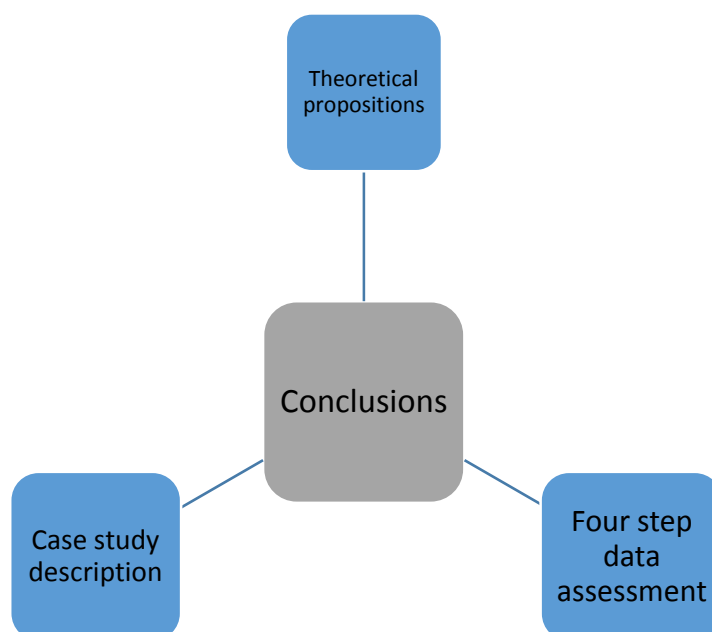 Theoretical
propositions
Conclusions
Case study
description
Four step
data
assessment